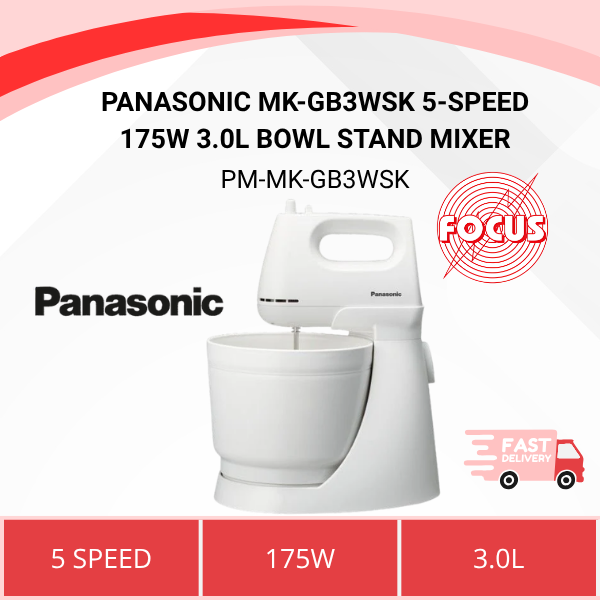 PANASONIC MK-GB3WSK 5-SPEED
175W 3.0L BOWL STAND MIXER
PM-MK-GB3WSK
FOCUS
Panasonic
Panasonic
FAST
DELIVERY
5 SPEED
175W
3.0L